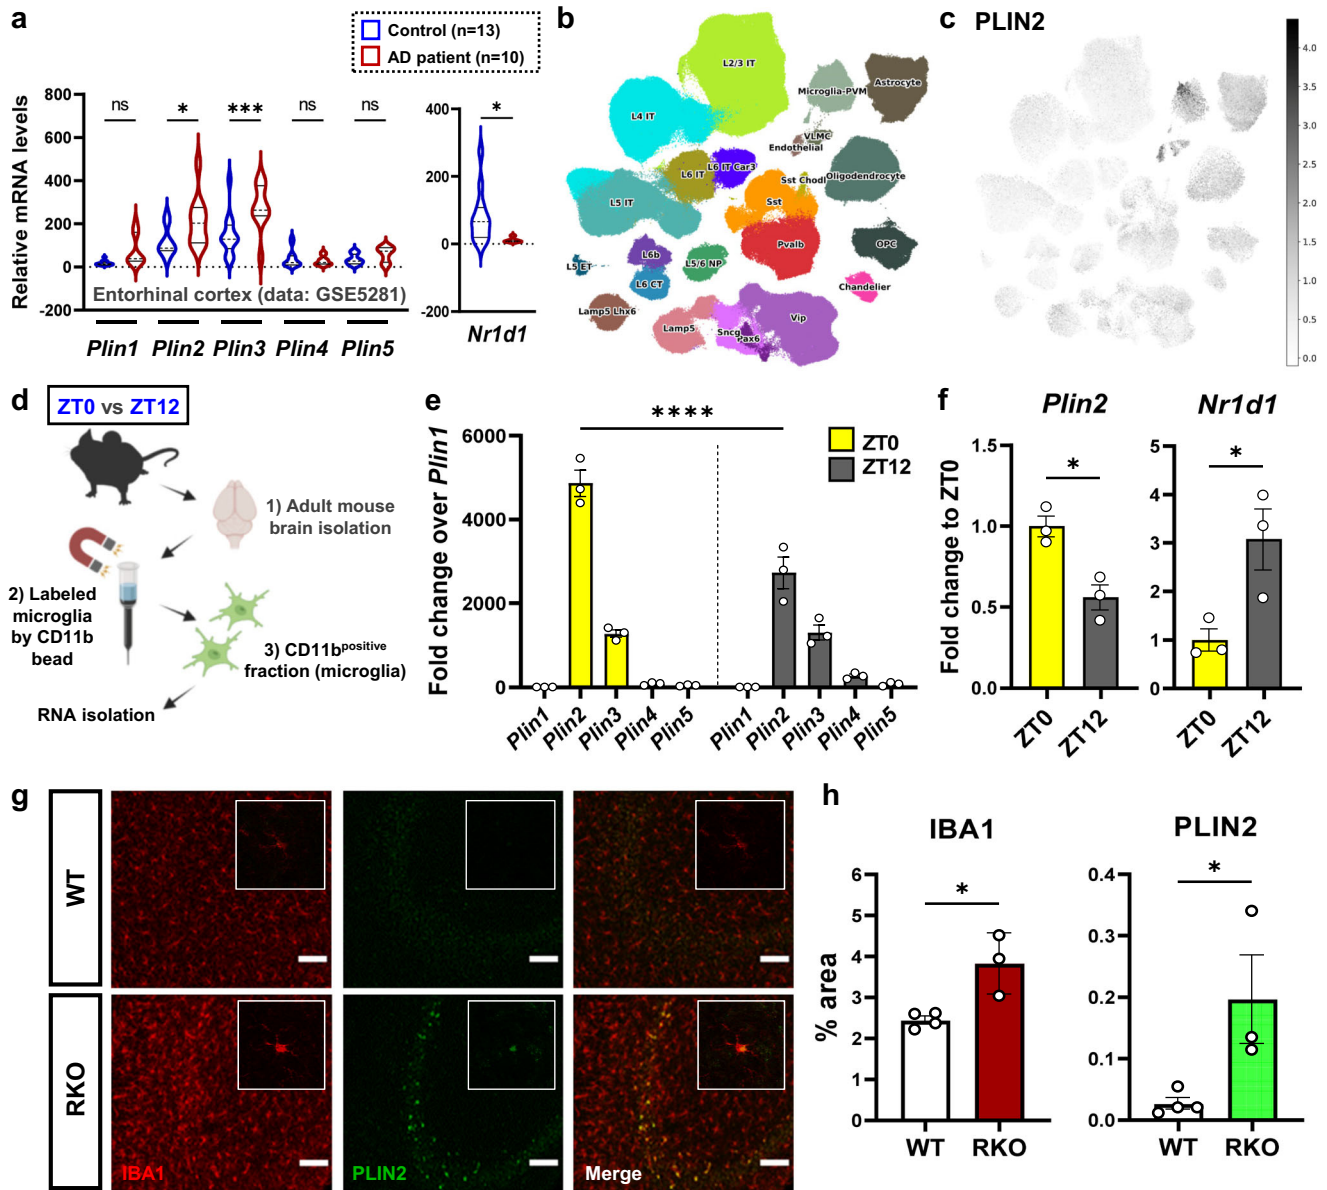 a
Control (n=13)
AD patient (n=10)
Relative mRNA levels
800
600
400
200
0
-200
ns
*
***
ns
ns
Entorhinal cortex (data: GSE5281)
Plin1 Plin2 Plin3 Plin4 Plin5
400
200
0
-200
*
Nr1d1
b
L2/3 IT
L4 IT
Microglia-PVM
Astrocyte
VLMC
Endothelial
L6 IT
L6 IT Car3
Sst Chodl
Oligodendrocyte
L5 IT
Sst
Pvalb
OPC
L6b
L5/6 NP
L5 ET
L6 CT
Chandelier
Lamp5 Lhx6
Lamp5
Sncg
Pax6
Vip
c PLIN2
4.0
3.5
3.0
2.5
2.0
1.5
1.0
0.5
0.0
d
ZT0 vs ZT12
1) Adult mouse
brain isolation
2) Labeled
microglia
by CD11b
bead
3) CD11bpositive
fraction (microglia)
RNA isolation
e
Fold change over Plin1
6000
4000
2000
0
****
ZT0
ZT12
Plin1 Plin2 Plin3 Plin4 Plin5 Plin1 Plin2 Plin3 Plin4 Plin5
f
Plin2
Fold change to ZT0
1.5
1.0
0.5
0.0
*
ZT0 ZT12
Nr1d1
5
4
3
2
1
0
*
ZT0 ZT12
g
WT
RKO
IBA1
PLIN2
Merge
h
IBA1
% area
6
5
4
3
2
1
0
*
WT RKO
PLIN2
0.4
0.3
0.2
0.1
0.0
*
WT RKO